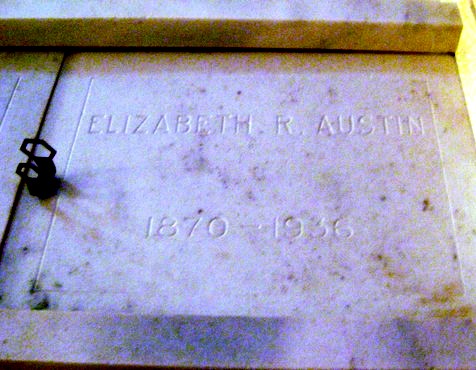 ELIZABETH R. AUSTIN
1870 - 1936